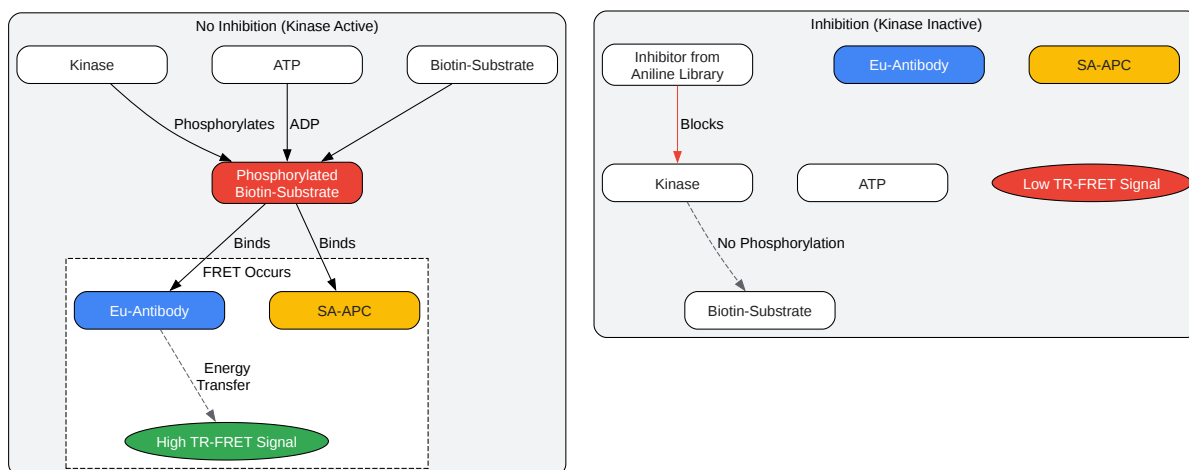 No Inhibition (Kinase Active)
Kinase
ATP
Biotin-Substrate
Phosphorylates
ADP
Phosphorylated
Biotin-Substrate
Binds
Binds
FRET Occurs
Eu-Antibody
SA-APC
Energy
Transfer
High TR-FRET Signal
Inhibition (Kinase Inactive)
Inhibitor from
Aniline Library
Eu-Antibody
SA-APC
Blocks
Kinase
ATP
Low TR-FRET Signal
No Phosphorylation
Biotin-Substrate